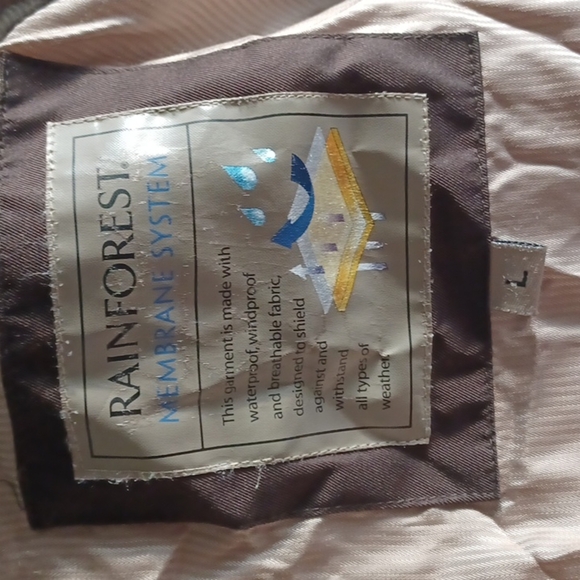 RAINFOREST
MEMBRANE SYSTEM
This garment is made with
waterproof, windproof
and breathable fabric,
designed to shield
against and
withstand
all types of
weather
L